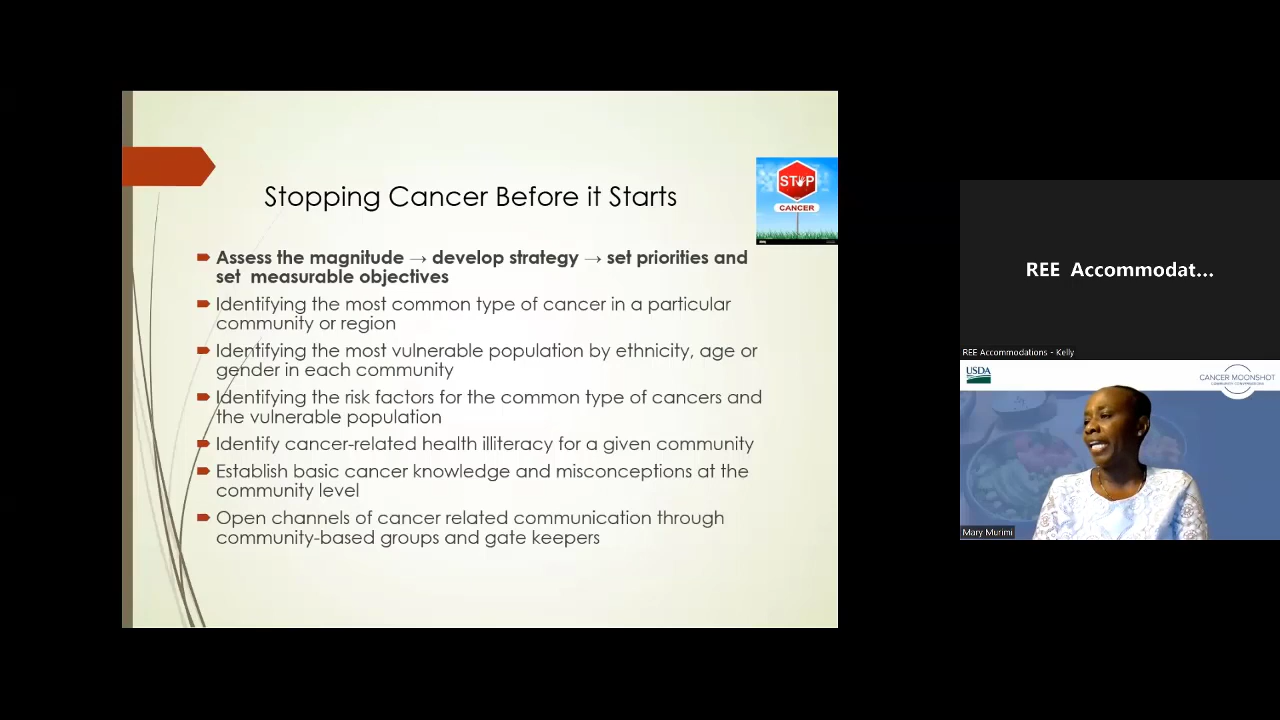 Stopping Cancer Before it Starts
STOP
CANCER
Assess the magnitude → develop strategy → set priorities and
set measurable objectives
Identifying the most common type of cancer in a particular
community or region
Identifying the most vulnerable population by ethnicity, age or
gender in each community
Identifying the risk factors for the common type of cancers and
the vulnerable population
Identify cancer-related health illiteracy for a given community
Establish basic cancer knowledge and misconceptions at the
community level
Open channels of cancer related communication through
community-based groups and gate keepers
REE Accommodat...
REE Accommodations - Kelly
USDA
CANCER MOONSHOT
COMMUNITY CONVERSATIONS
Mary Murimi